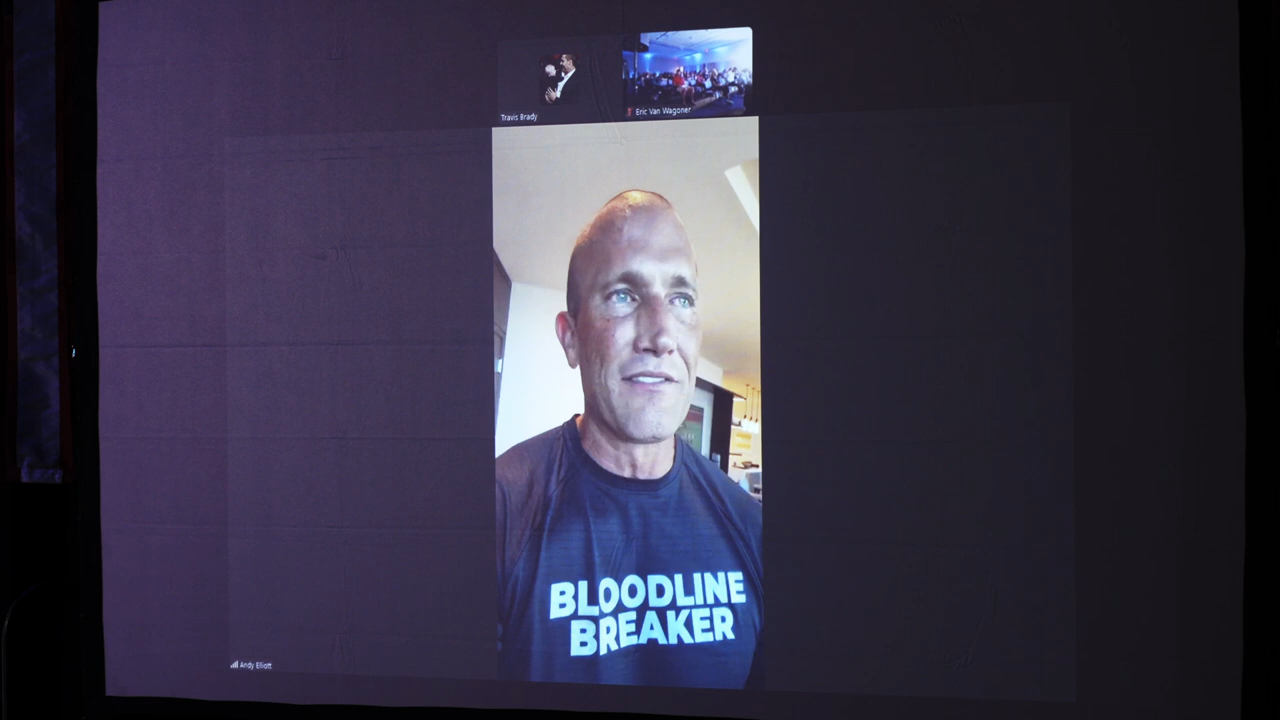 Travis Brady
Eric Van Wagoner
BLOODLINE
BREAKER
Andy Elliott